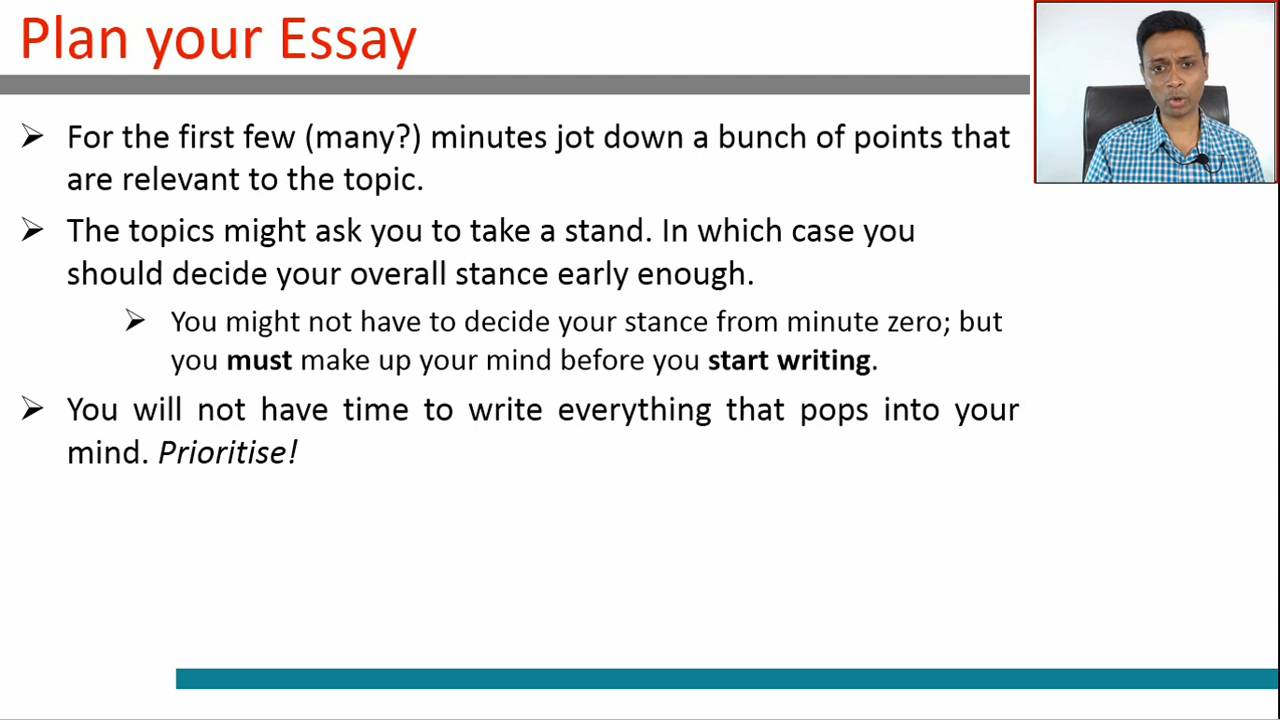 Plan your Essay
➢ For the first few (many?) minutes jot down a bunch of points that
are relevant to the topic.
➢ The topics might ask you to take a stand. In which case you
should decide your overall stance early enough.
➢ You might not have to decide your stance from minute zero; but
you must make up your mind before you start writing.
➢ You will not have time to write everything that pops into your
mind. Prioritise!